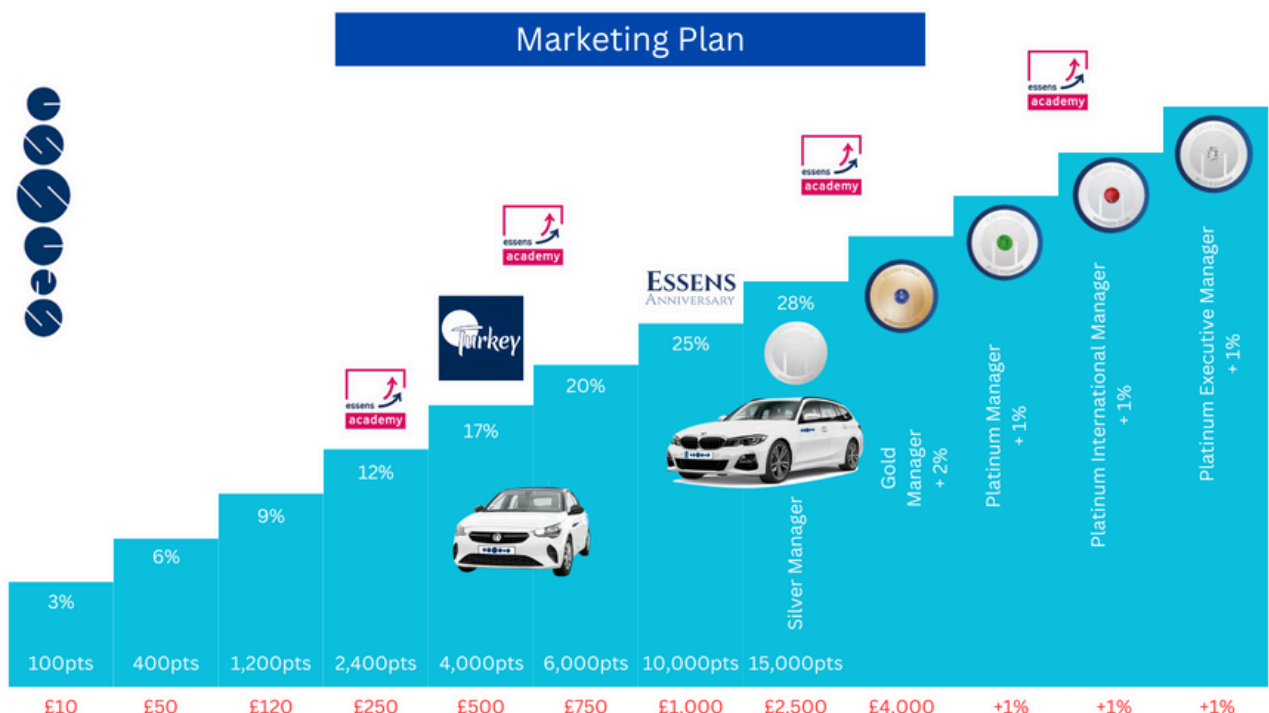 Marketing Plan
essens
academy
essens
academy
essens
academy
Turkey
essens
academy
ESSENS
ANNIVERSARY
3%
6%
9%
12%
17%
20%
25%
28%
Silver Manager
Gold
Manager
+ 2%
Platinum Manager
+ 1%
Platinum International Manager
+ 1%
Platinum Executive Manager
+ 1%
100pts
400pts
1,200pts
2,400pts
4,000pts
6,000pts
10,000pts
15,000pts
£10
£50
£120
£250
£500
£750
£1,000
£2,500
£4,000
+1%
+1%
+1%